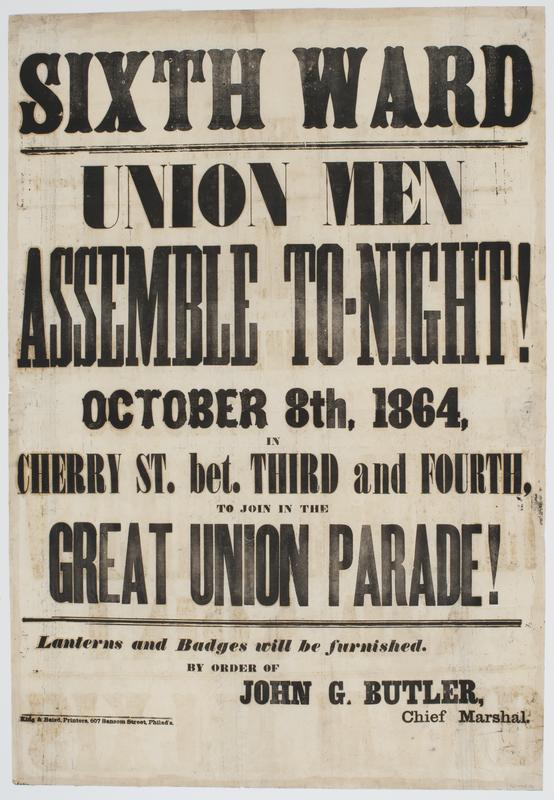 SIXTH WARD
UNION MEN
ASSEMBLE TO-NIGHT!
OCTOBER 8th, 1864,
IN
CHERRY ST. bet. THIRD and FOURTH,
TO JOIN IN THE
GREAT UNION PARADE!
Lanterns and Badges will be furnished.
BY ORDER OF
JOHN G. BUTLER,
Chief Marshal.
King & Baird, Printers, 607 Sansom Street, Philad'a.